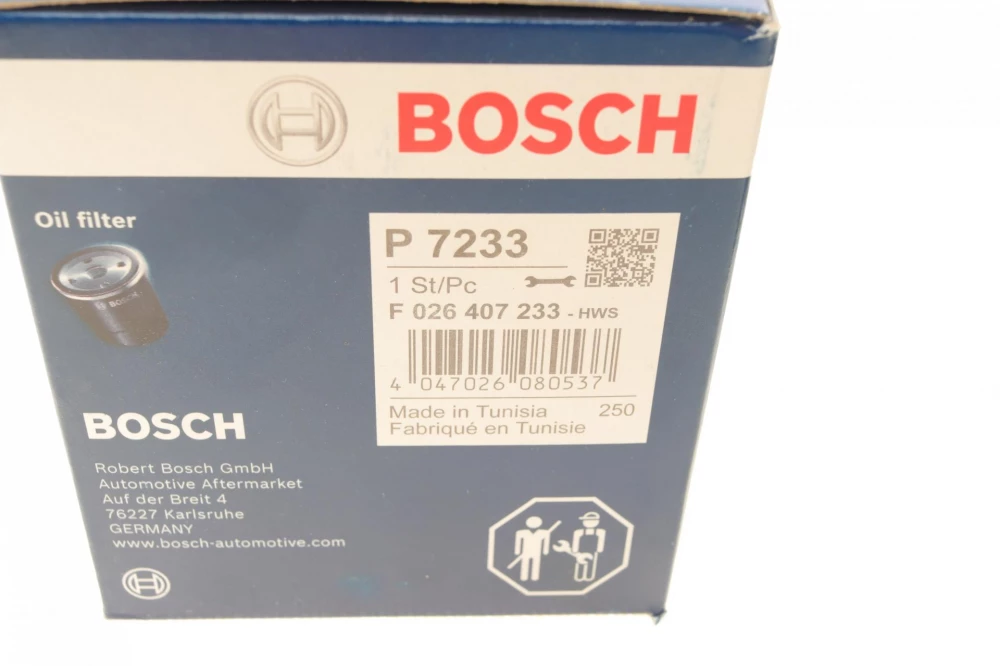 BOSCH
Oil filter
BOSCH
P 7233
1 St/Pc
F 026 407 233 - HWS
4 047026 080537
Made in Tunisia 250
Fabriqué en Tunisie
BOSCH
Robert Bosch GmbH
Automotive Aftermarket
Auf der Breit 4
76227 Karlsruhe
GERMANY
www.bosch-automotive.com